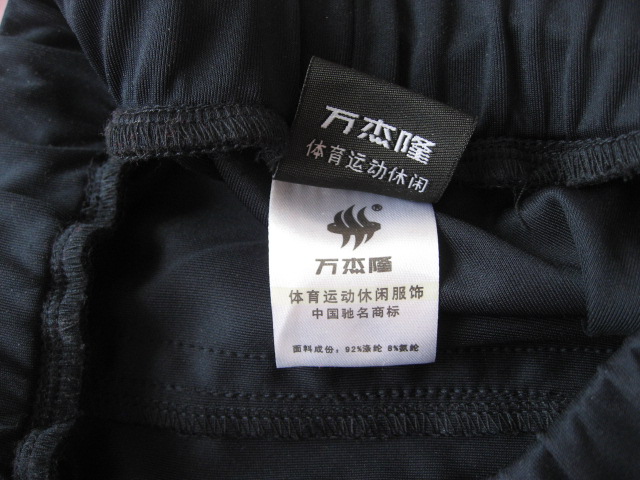 万杰隆
体育运动休闲
®
万杰隆
体育运动休闲服饰
中国驰名商标
面料成份：92%涤纶 8%氨纶